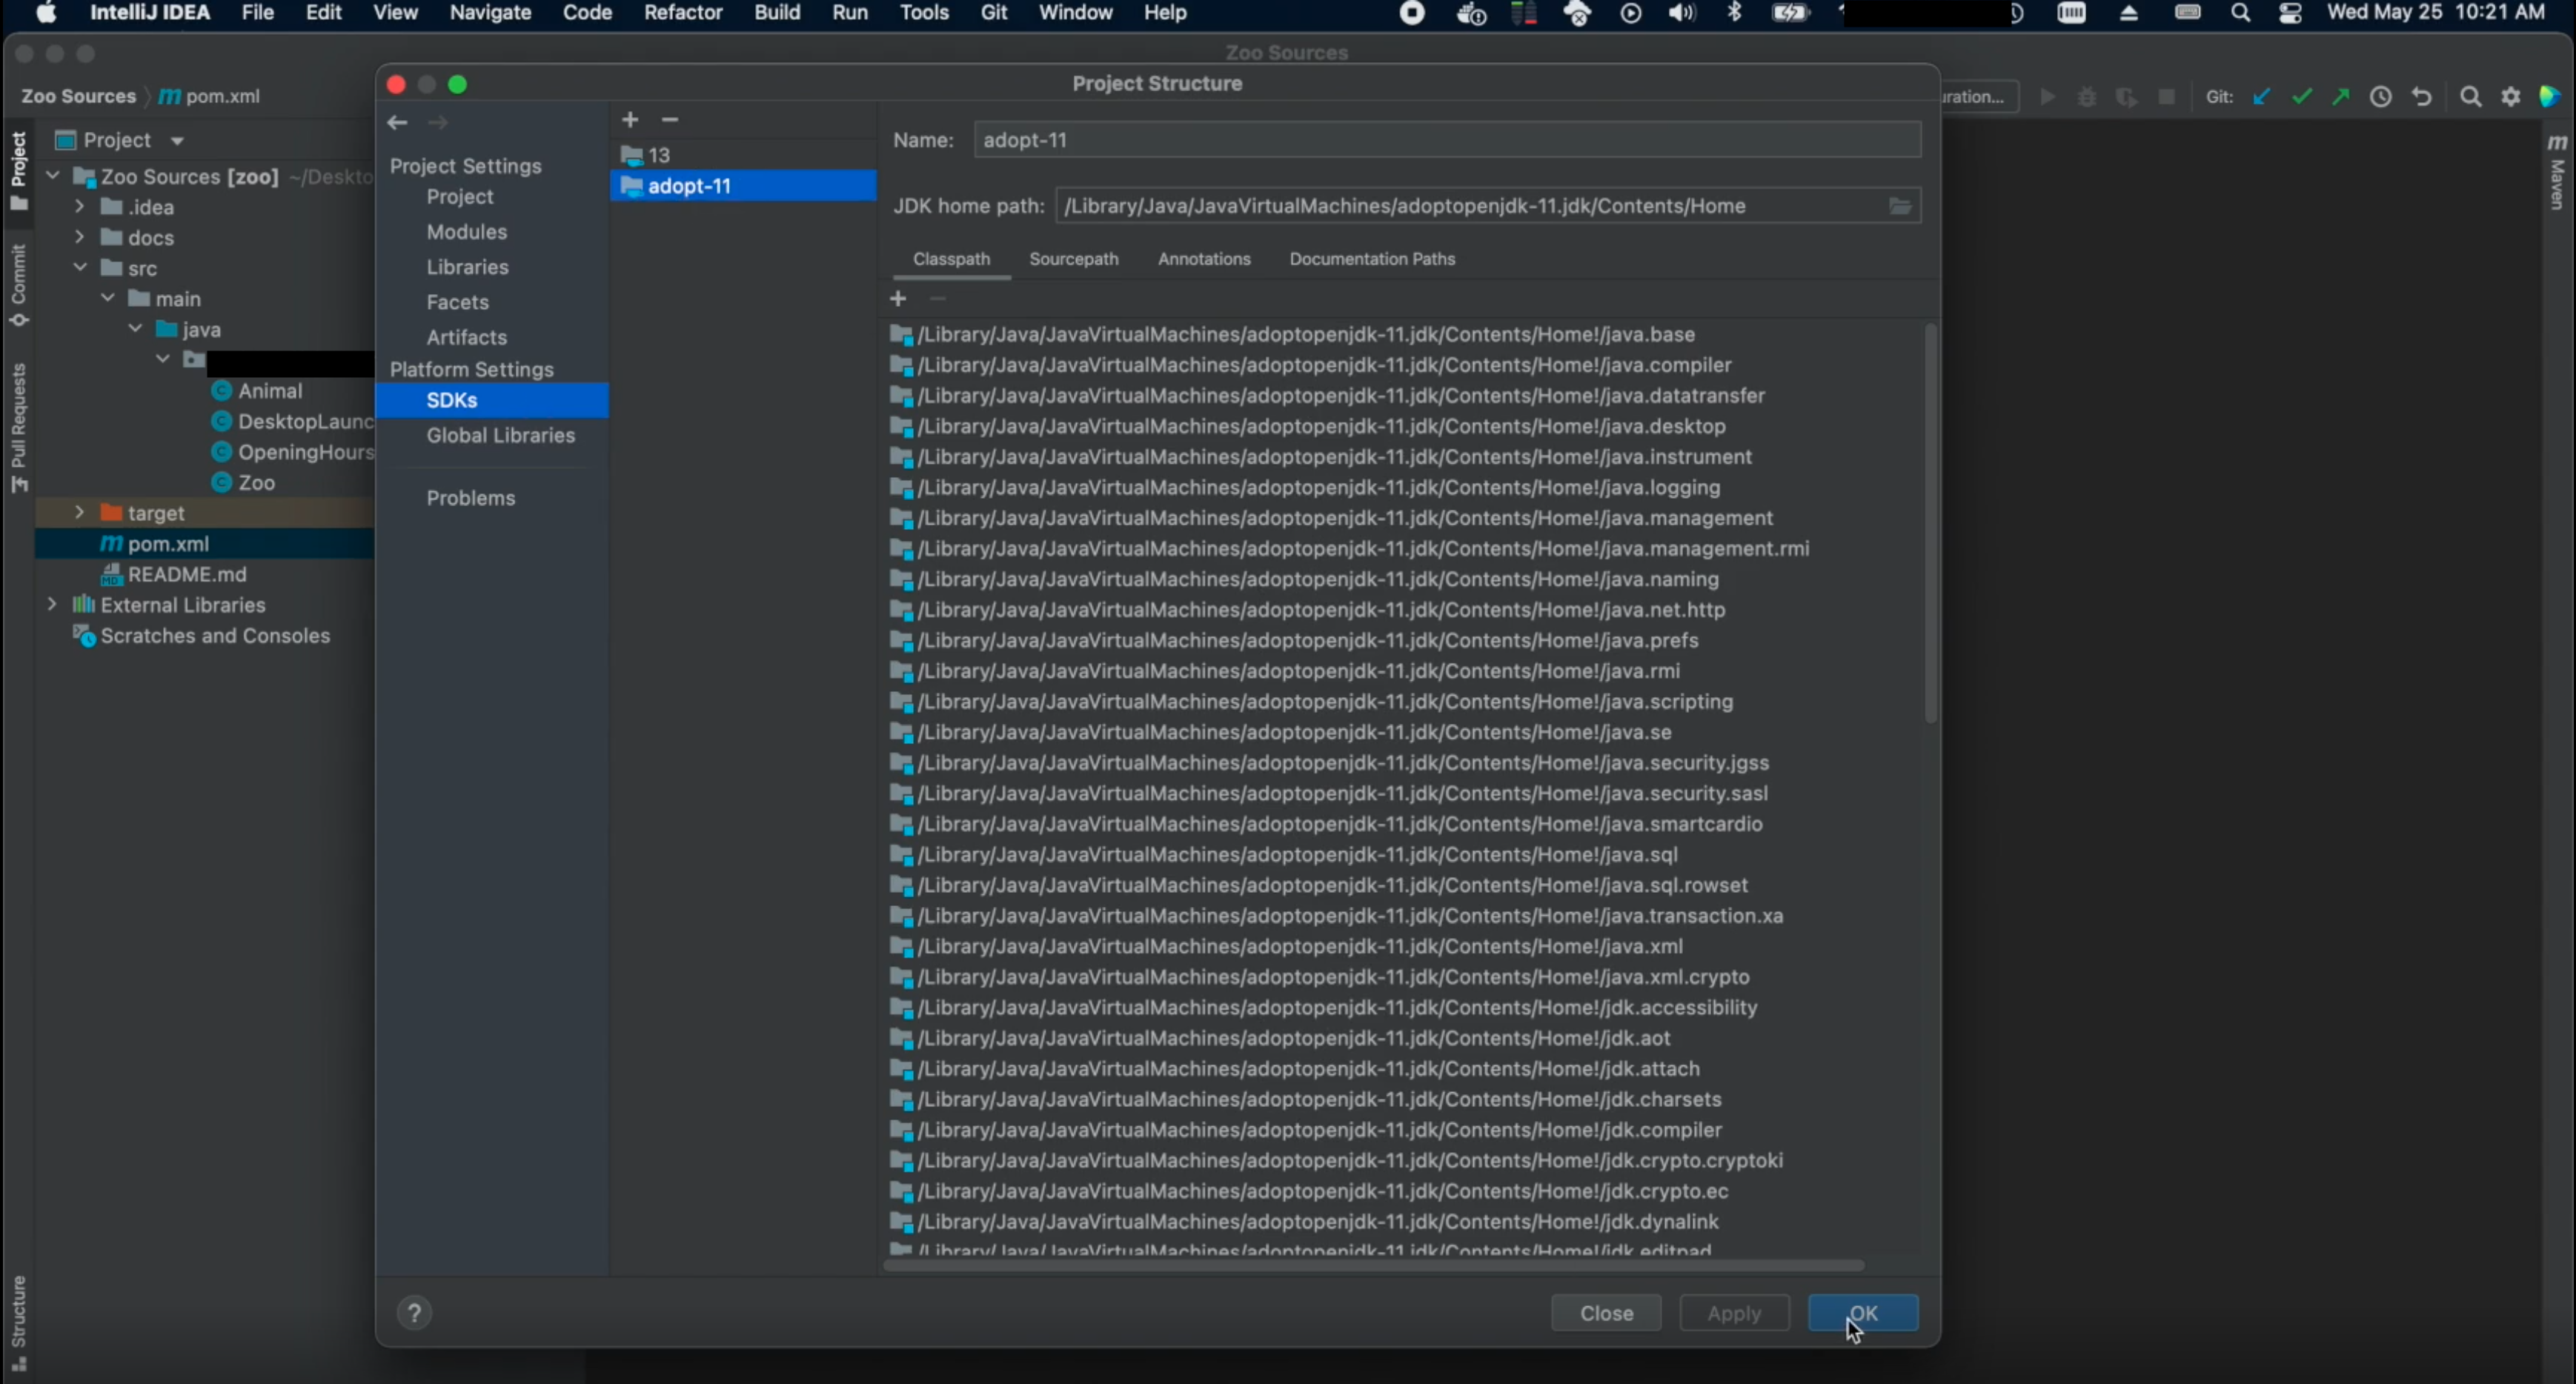 IntelliJ IDEA File Edit View Navigate Code Refactor Build Run Tools Git Window Help Wed May 25 10:21 AM
Zoo Sources
Zoo Sources pom.xml
Project Structure
uration...
Git:
Project
Commit
Pull Requests
Structure
Maven
Project
Zoo Sources [zoo] ~/Deskto
.idea
docs
src
main
java
Animal
DesktopLaunc
OpeningHours
Zoo
target
pom.xml
README.md
External Libraries
Scratches and Consoles
Project Settings
Project
Modules
Libraries
Facets
Artifacts
Platform Settings
SDKs
Global Libraries
Problems
13
adopt-11
Name: adopt-11
JDK home path: /Library/Java/JavaVirtualMachines/adoptopenjdk-11.jdk/Contents/Home
Classpath Sourcepath Annotations Documentation Paths
/Library/Java/JavaVirtualMachines/adoptopenjdk-11.jdk/Contents/Home!/java.base
/Library/Java/JavaVirtualMachines/adoptopenjdk-11.jdk/Contents/Home!/java.compiler
/Library/Java/JavaVirtualMachines/adoptopenjdk-11.jdk/Contents/Home!/java.datatransfer
/Library/Java/JavaVirtualMachines/adoptopenjdk-11.jdk/Contents/Home!/java.desktop
/Library/Java/JavaVirtualMachines/adoptopenjdk-11.jdk/Contents/Home!/java.instrument
/Library/Java/JavaVirtualMachines/adoptopenjdk-11.jdk/Contents/Home!/java.logging
/Library/Java/JavaVirtualMachines/adoptopenjdk-11.jdk/Contents/Home!/java.management
/Library/Java/JavaVirtualMachines/adoptopenjdk-11.jdk/Contents/Home!/java.management.rmi
/Library/Java/JavaVirtualMachines/adoptopenjdk-11.jdk/Contents/Home!/java.naming
/Library/Java/JavaVirtualMachines/adoptopenjdk-11.jdk/Contents/Home!/java.net.http
/Library/Java/JavaVirtualMachines/adoptopenjdk-11.jdk/Contents/Home!/java.prefs
/Library/Java/JavaVirtualMachines/adoptopenjdk-11.jdk/Contents/Home!/java.rmi
/Library/Java/JavaVirtualMachines/adoptopenjdk-11.jdk/Contents/Home!/java.scripting
/Library/Java/JavaVirtualMachines/adoptopenjdk-11.jdk/Contents/Home!/java.se
/Library/Java/JavaVirtualMachines/adoptopenjdk-11.jdk/Contents/Home!/java.security.jgss
/Library/Java/JavaVirtualMachines/adoptopenjdk-11.jdk/Contents/Home!/java.security.sasl
/Library/Java/JavaVirtualMachines/adoptopenjdk-11.jdk/Contents/Home!/java.smartcardio
/Library/Java/JavaVirtualMachines/adoptopenjdk-11.jdk/Contents/Home!/java.sql
/Library/Java/JavaVirtualMachines/adoptopenjdk-11.jdk/Contents/Home!/java.sql.rowset
/Library/Java/JavaVirtualMachines/adoptopenjdk-11.jdk/Contents/Home!/java.transaction.xa
/Library/Java/JavaVirtualMachines/adoptopenjdk-11.jdk/Contents/Home!/java.xml
/Library/Java/JavaVirtualMachines/adoptopenjdk-11.jdk/Contents/Home!/java.xml.crypto
/Library/Java/JavaVirtualMachines/adoptopenjdk-11.jdk/Contents/Home!/jdk.accessibility
/Library/Java/JavaVirtualMachines/adoptopenjdk-11.jdk/Contents/Home!/jdk.aot
/Library/Java/JavaVirtualMachines/adoptopenjdk-11.jdk/Contents/Home!/jdk.attach
/Library/Java/JavaVirtualMachines/adoptopenjdk-11.jdk/Contents/Home!/jdk.charsets
/Library/Java/JavaVirtualMachines/adoptopenjdk-11.jdk/Contents/Home!/jdk.compiler
/Library/Java/JavaVirtualMachines/adoptopenjdk-11.jdk/Contents/Home!/jdk.crypto.cryptoki
/Library/Java/JavaVirtualMachines/adoptopenjdk-11.jdk/Contents/Home!/jdk.crypto.ec
/Library/Java/JavaVirtualMachines/adoptopenjdk-11.jdk/Contents/Home!/jdk.dynalink
/Library/Java/JavaVirtualMachines/adoptopenjdk-11.jdk/Contents/Home!/jdk.editpad
? Close Apply OK